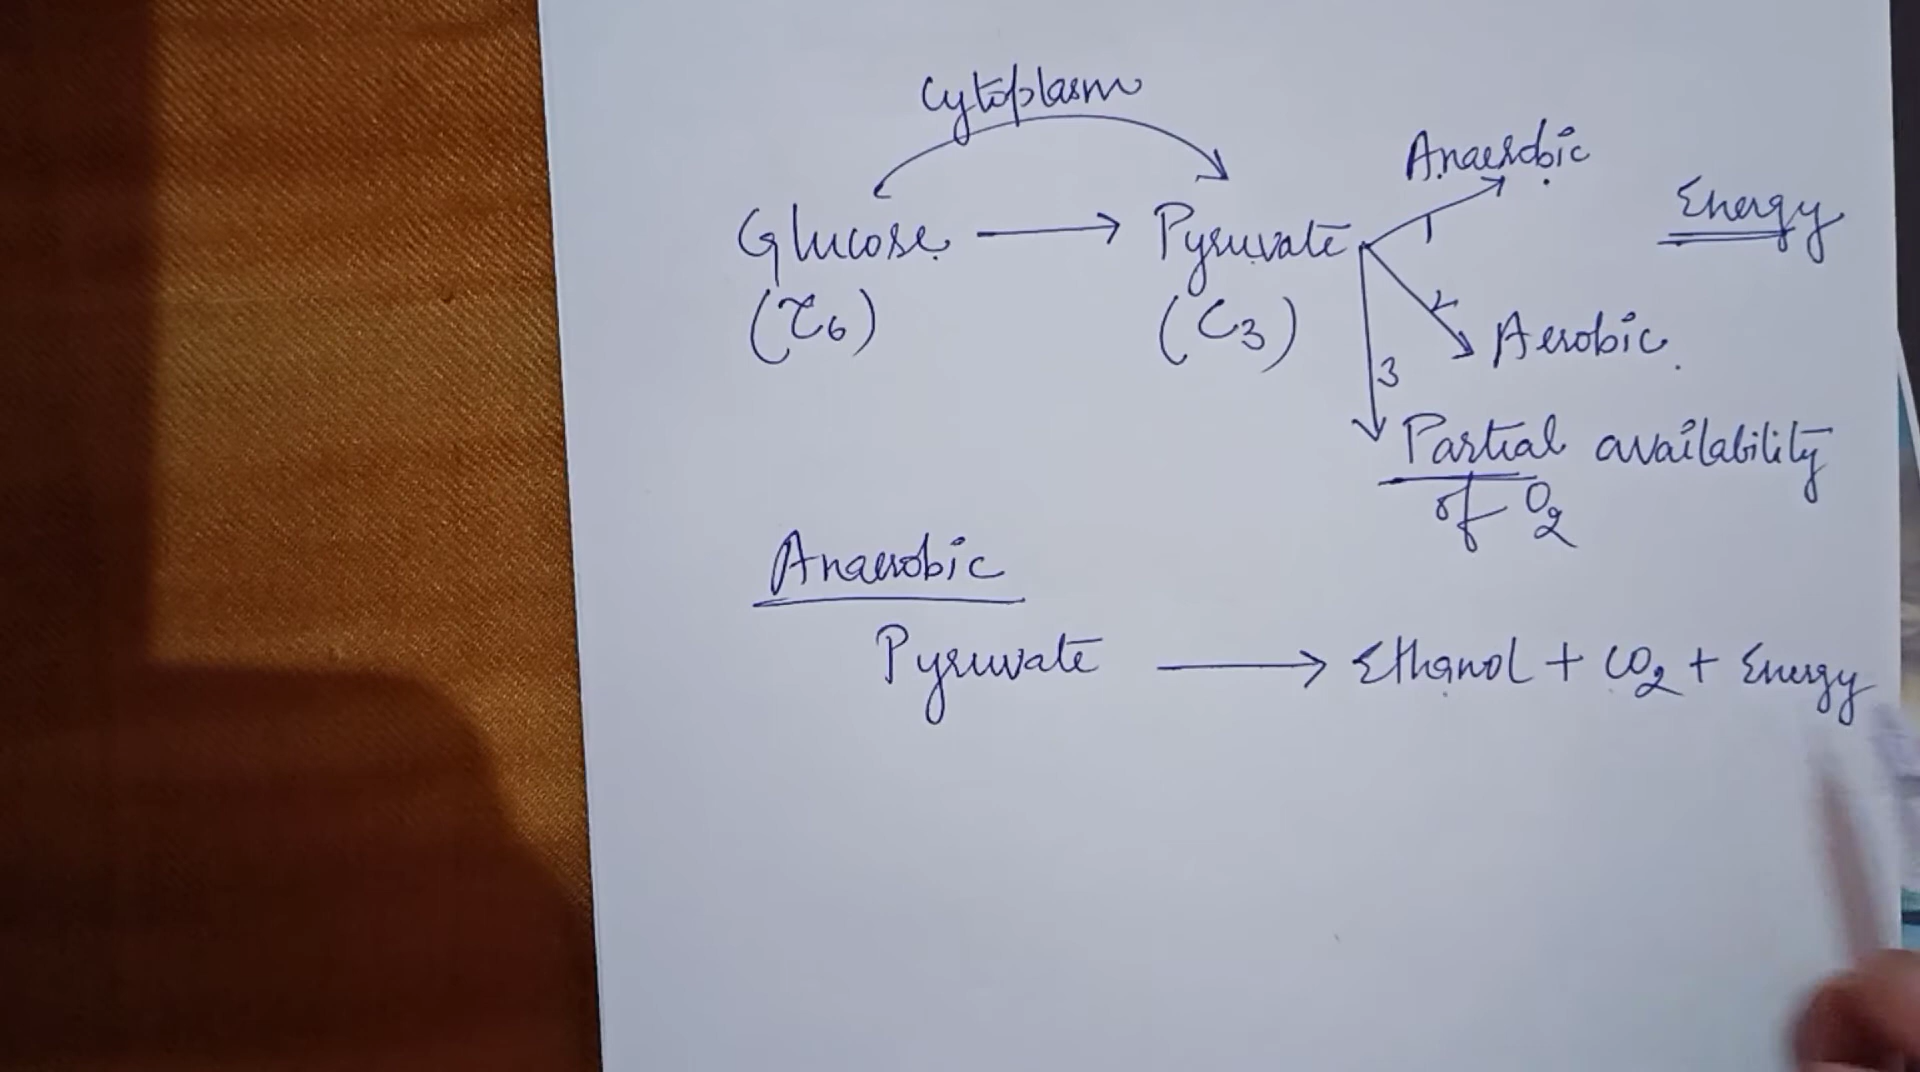 Cytoplasm
Anaerobic
Energy
Glucose → Pyruvate
1
2
(C6) (C3)
Aerobic
3
Partial availability
of O2
Anaerobic
Pyruvate → Ethanol + CO2 + Energy